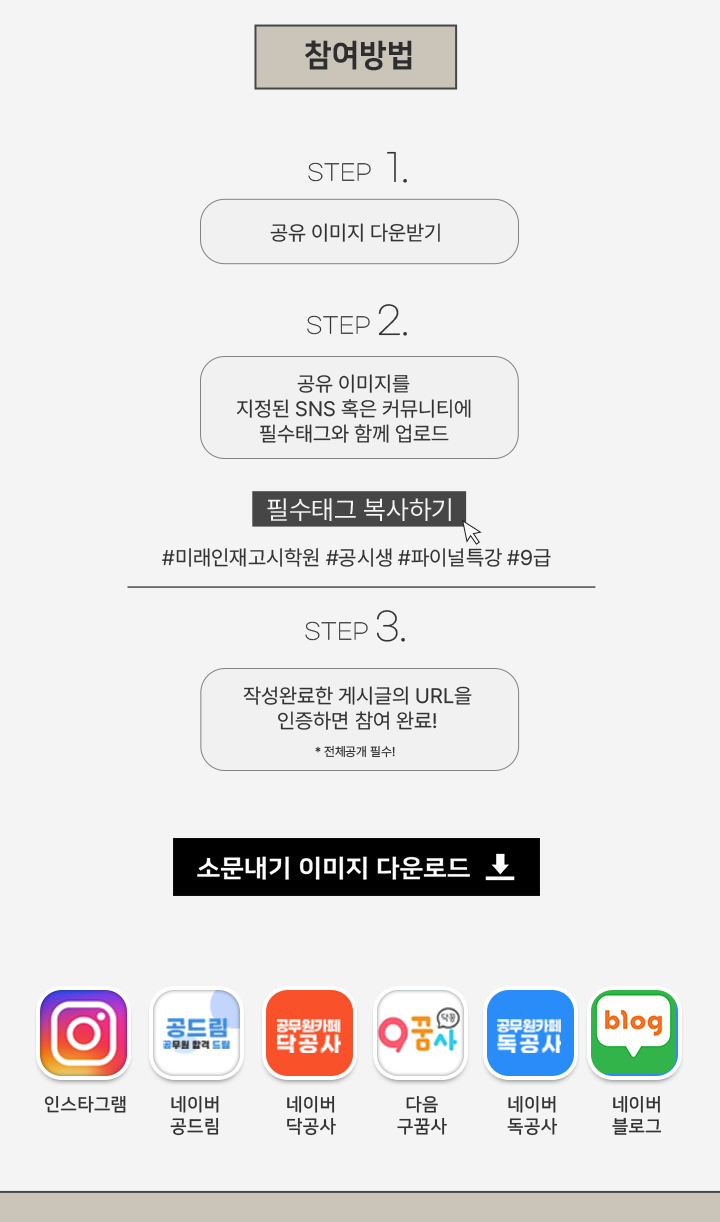 참여방법
STEP 1.
공유 이미지 다운받기
STEP 2.
공유 이미지를
지정된 SNS 혹은 커뮤니티에
필수태그와 함께 업로드
필수태그 복사하기
#미래인재고시학원 #공시생 #파이널특강 #9급
STEP 3.
작성완료한 게시글의 URL을
인증하면 참여 완료!
* 전체공개 필수!
소문내기 이미지 다운로드
공드림
공무원 합격 드림
공무원카페
닥공사
9꿈사
닥공
공무원카페
독공사
blog
인스타그램
네이버
공드림
네이버
닥공사
다음
구꿈사
네이버
독공사
네이버
블로그